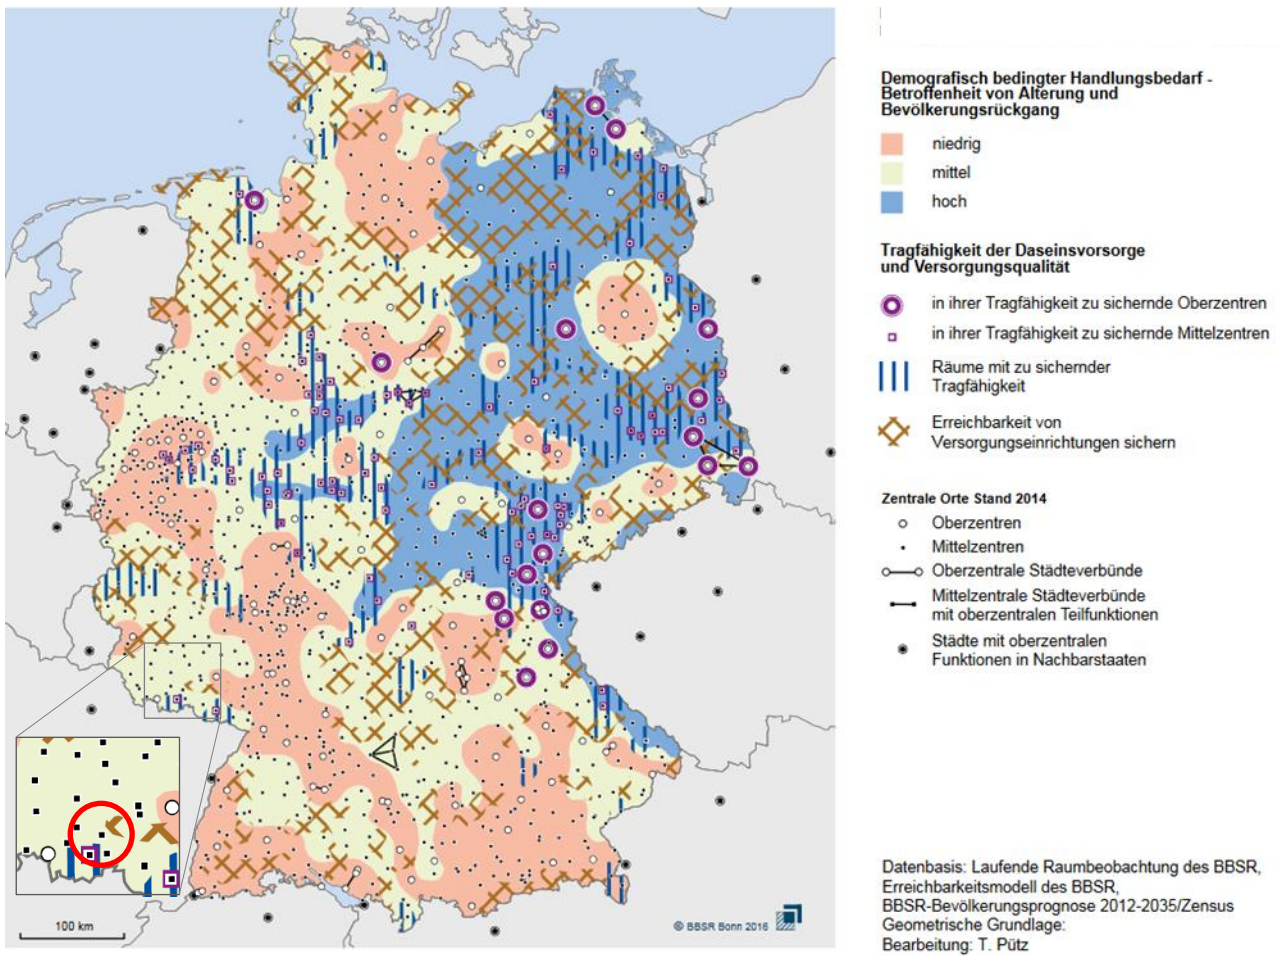 Demografisch bedingter Handlungsbedarf -
Betroffenheit von Alterung und
Bevölkerungsrückgang
niedrig
mittel
hoch
Tragfähigkeit der Daseinsvorsorge
und Versorgungsqualität
in ihrer Tragfähigkeit zu sichernde Oberzentren
in ihrer Tragfähigkeit zu sichernde Mittelzentren
Räume mit zu sichernder
Tragfähigkeit
Erreichbarkeit von
Versorgungseinrichtungen sichern
Zentrale Orte Stand 2014
Oberzentren
Mittelzentren
Oberzentrale Städteverbünde
Mittelzentrale Städteverbünde
mit oberzentralen Teilfunktionen
Städte mit oberzentralen
Funktionen in Nachbarstaaten
Datenbasis: Laufende Raumbeobachtung des BBSR,
Erreichbarkeitsmodell des BBSR,
BBSR-Bevölkerungsprognose 2012-2035/Zensus
Geometrische Grundlage:
Bearbeitung: T. Pütz
100 km
© BBSR Bonn 2016